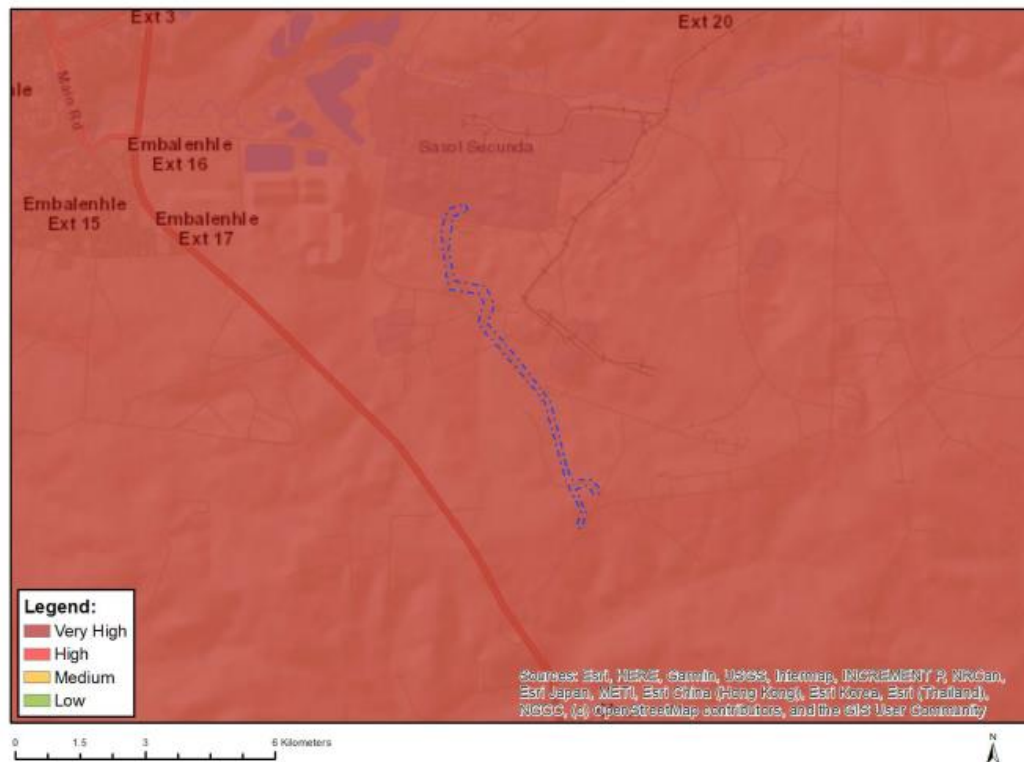 Ext 3
Ext 20
Main Rd
le
Sasol Secunda
Embalenhle
Ext 16
Embalenhle
Ext 15
Embalenhle
Ext 17
Legend:
Very High
High
Medium
Low
Sources: Esri, HERE, Garmin, USGS, Intermap, INCREMENT P, NRCan,
Esri Japan, METI, Esri China (Hong Kong), Esri Korea, Esri (Thailand),
NGCC, (c) OpenStreetMap contributors, and the GIS User Community
0 1.5 3 6 Kilometers
N